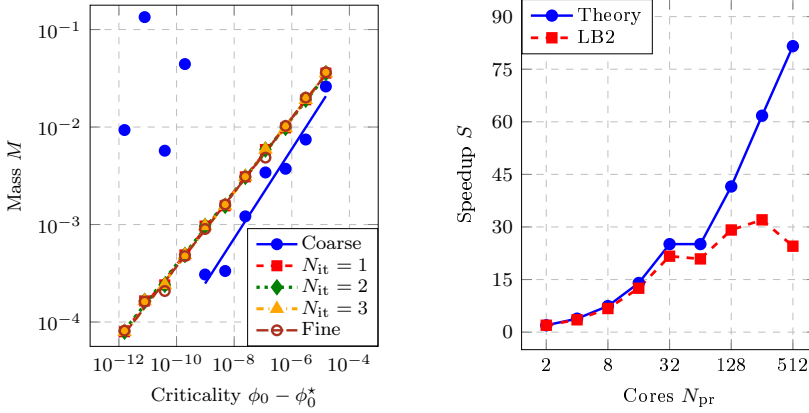 10⁻¹
10⁻²
10⁻³
10⁻⁴
Mass M
10⁻¹² 10⁻¹⁰ 10⁻⁸ 10⁻⁶ 10⁻⁴
Criticality ϕ₀ − ϕ₀⋆
Coarse
N_it = 1
N_it = 2
N_it = 3
Fine
90
75
60
45
30
15
0
Speedup S
2 8 32 128 512
Cores N_pr
Theory
LB2